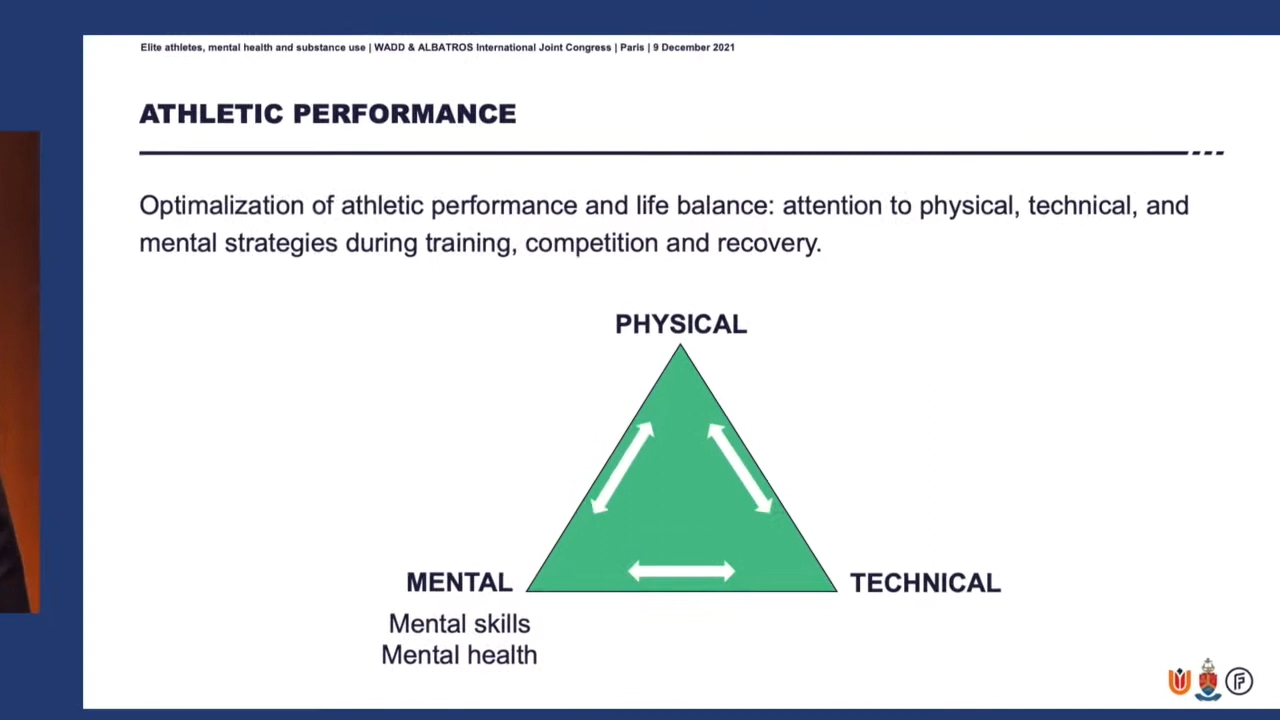 Elite athletes, mental health and substance use | WADD & ALBATROS International Joint Congress | Paris | 9 December 2021
ATHLETIC PERFORMANCE
Optimalization of athletic performance and life balance: attention to physical, technical, and
mental strategies during training, competition and recovery.
PHYSICAL
MENTAL
TECHNICAL
Mental skills
Mental health